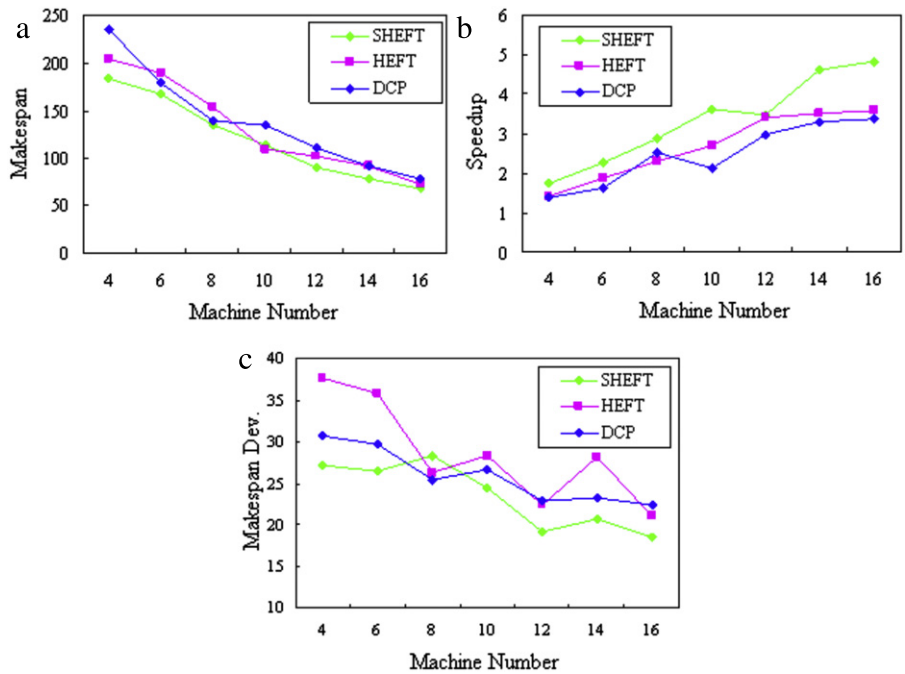 a
250
200
150
100
50
0
Makespan
SHEFT
HEFT
DCP
4 6 8 10 12 14 16
Machine Number
b
6
5
4
3
2
1
0
Speedup
SHEFT
HEFT
DCP
4 6 8 10 12 14 16
Machine Number
c
40
35
30
25
20
15
10
Makespan Dev.
SHEFT
HEFT
DCP
4 6 8 10 12 14 16
Machine Number